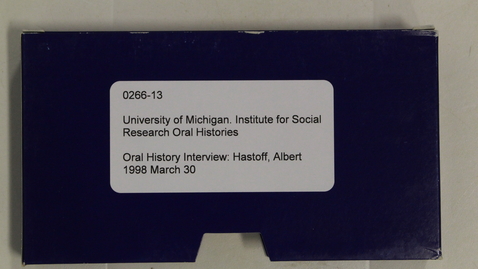 0266-13
University of Michigan. Institute for Social
Research Oral Histories
Oral History Interview: Hastoff, Albert
1998 March 30